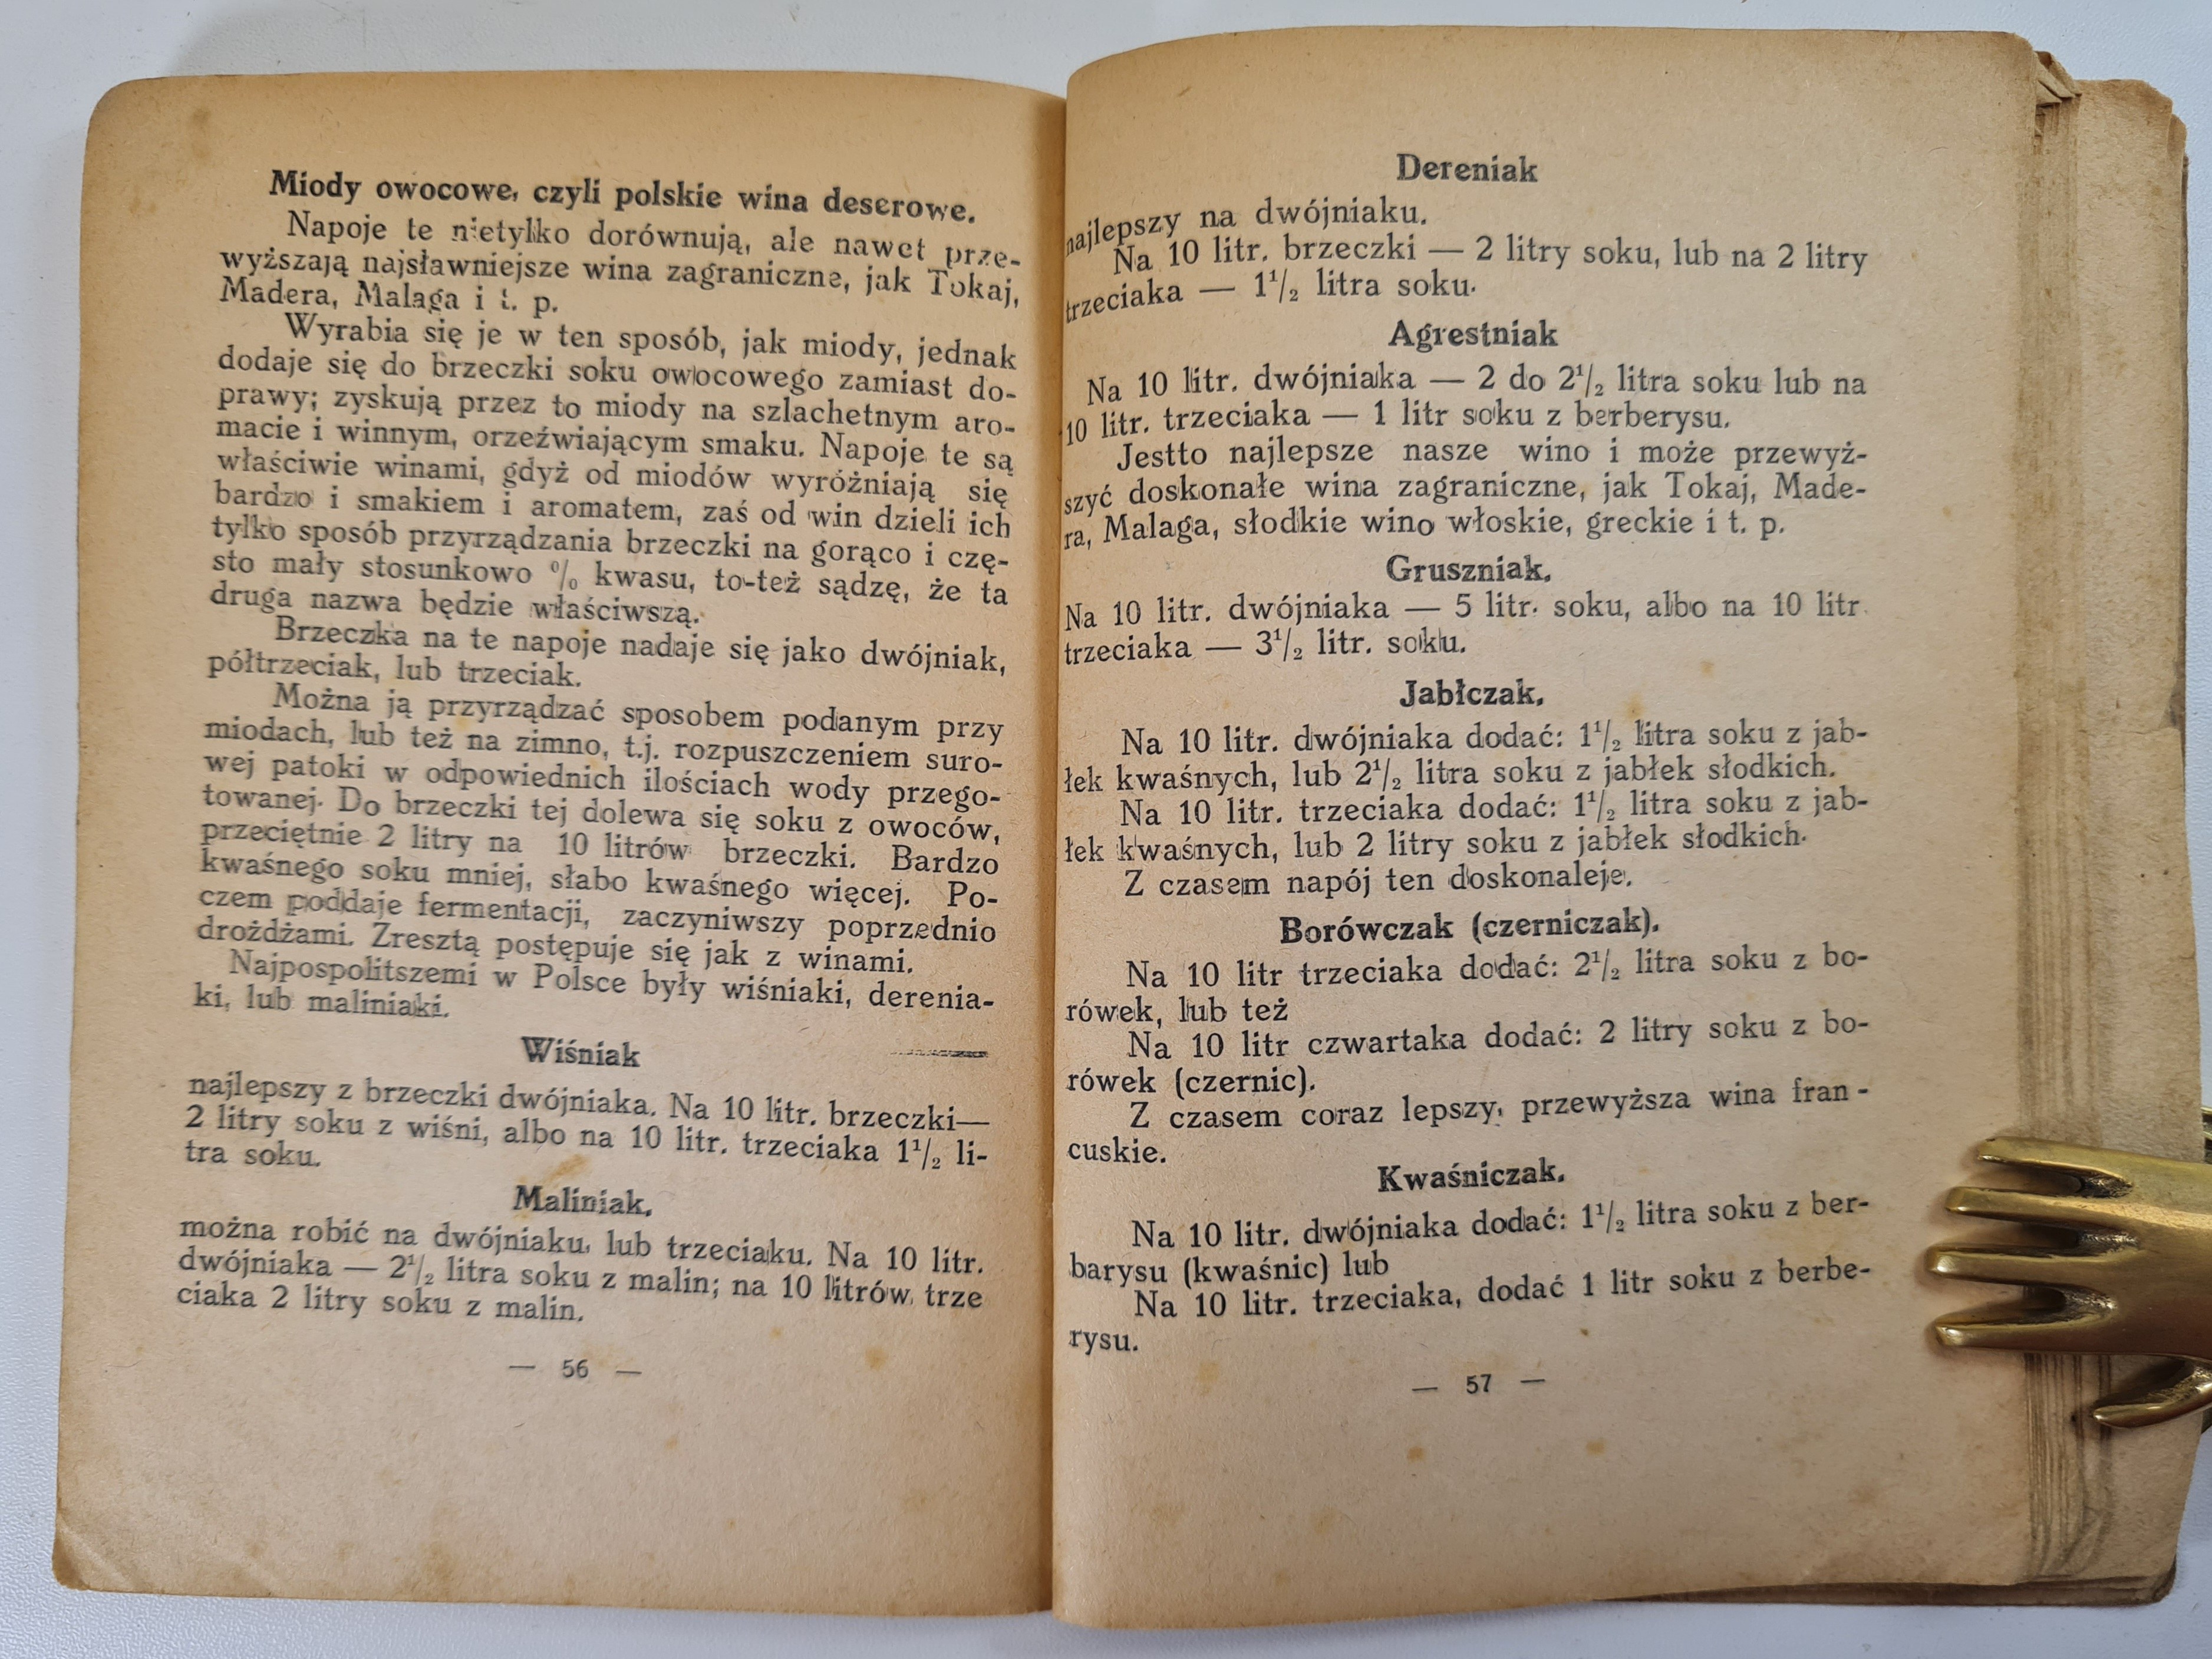 Miody owocowe, czyli polskie wina deserowe.
Napoje te nietylko dorównują, ale nawet prze-
wyższają najsławniejsze wina zagraniczne, jak Tokaj,
Madera, Malaga i t. p.
Wyrabia się je w ten sposób, jak miody, jednak
dodaje się do brzeczki soku owocowego zamiast do-
prawy; zyskują przez to miody na szlachetnym aro-
macie i winnym, orzeźwiającym smaku. Napoje te są
właściwie winami, gdyż od miodów wyróżniają się
bardzo i smakiem i aromatem, zaś od win dzieli ich
tylko sposób przyrządzania brzeczki na gorąco i czę-
sto mały stosunkowo % kwasu, to-też sądzę, że ta
druga nazwa będzie właściwszą.
Brzeczka na te napoje nadaje się jako dwójniak,
półtrzeciak, lub trzeciak.
Można ją przyrządzać sposobem podanym przy
miodach, lub też na zimno, t.j. rozpuszczeniem suro-
wej patoki w odpowiednich ilościach wody przego-
towanej. Do brzeczki tej dolewa się soku z owoców,
przeciętnie 2 litry na 10 litrów brzeczki. Bardzo
kwaśnego soku mniej, słabo kwaśnego więcej. Po-
czem poddaje fermentacji, zaczyniwszy poprzednio
drożdżami. Zresztą postępuje się jak z winami.
Najpospolitszemi w Polsce były wiśniaki, derenia-
ki, lub maliniaki.
Wiśniak
najlepszy z brzeczki dwójniaka. Na 10 litr. brzeczki—
2 litry soku z wiśni, albo na 10 litr. trzeciaka 1½ li-
tra soku.
Maliniak.
można robić na dwójniaku, lub trzeciaku. Na 10 litr.
dwójniaka — 2½ litra soku z malin; na 10 litrów trze
ciaka 2 litry soku z malin.
— 56 —
Dereniak
najlepszy na dwójniaku.
Na 10 litr. brzeczki — 2 litry soku, lub na 2 litry
trzeciaka — 1½ litra soku.
Agrestniak
Na 10 litr. dwójniaka — 2 do 2½ litra soku lub na
10 litr. trzeciaka — 1 litr soku z berberysu.
Jestto najlepsze nasze wino i może przewyż-
szyć doskonałe wina zagraniczne, jak Tokaj, Made-
ra, Malaga, słodkie wino włoskie, greckie i t. p.
Gruszniak.
Na 10 litr. dwójniaka — 5 litr. soku, albo na 10 litr.
trzeciaka — 3½ litr. soku.
Jabłczak.
Na 10 litr. dwójniaka dodać: 1½ litra soku z jab-
łek kwaśnych, lub 2½ litra soku z jabłek słodkich.
Na 10 litr. trzeciaka dodać: 1½ litra soku z jab-
łek kwaśnych, lub 2 litry soku z jabłek słodkich.
Z czasem napój ten doskonaleje.
Borówczak (czerniczak).
Na 10 litr trzeciaka dodać: 2½ litra soku z bo-
rówek, lub też
Na 10 litr czwartaka dodać: 2 litry soku z bo-
rówek (czernic).
Z czasem coraz lepszy, przewyższa wina fran-
cuskie.
Kwaśniczak.
Na 10 litr. dwójniaka dodać: 1½ litra soku z ber-
barysu (kwaśnic) lub
Na 10 litr. trzeciaka, dodać 1 litr soku z berbe-
rysu.
— 57 —